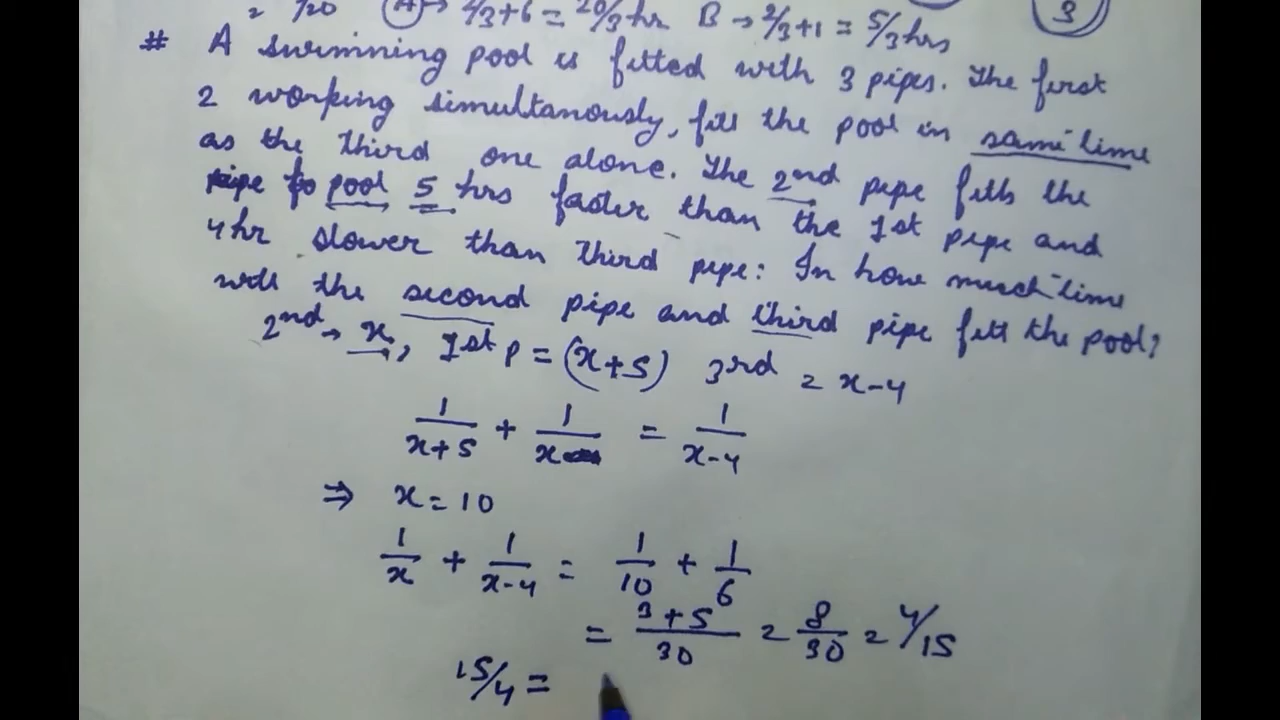 = 1/20 (A) → 2/3+6 = 20/3 hr B → 2/3+1 = 5/3 hrs
3
# A swimming pool is fitted with 3 pipes. The first
2 working simultanously, fill the pool in same time
as the third one alone. The 2nd pipe fills the
pool 5 hrs faster than the 1st pipe and
4hr slower than third pipe: In how much time
will the second pipe and third pipe fill the pool?
2nd → x, 1st P = (x+5) 3rd = x-4
1/x+5 + 1/x = 1/x-4
⇒ x = 10
1/x + 1/x-4 = 1/10 + 1/6
= 3+5/30 = 8/30 = 4/15
15/4 =